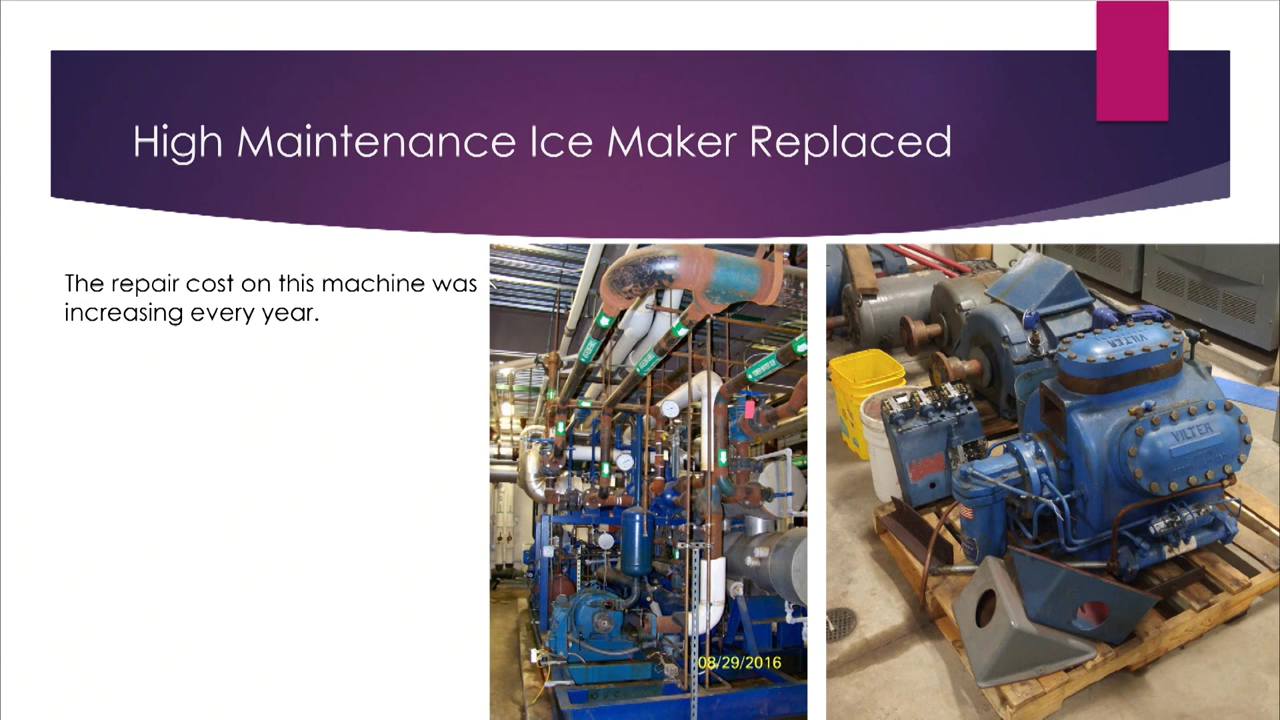 High Maintenance Ice Maker Replaced
The repair cost on this machine was
increasing every year.
08/29/2016
VILTER
VILTER